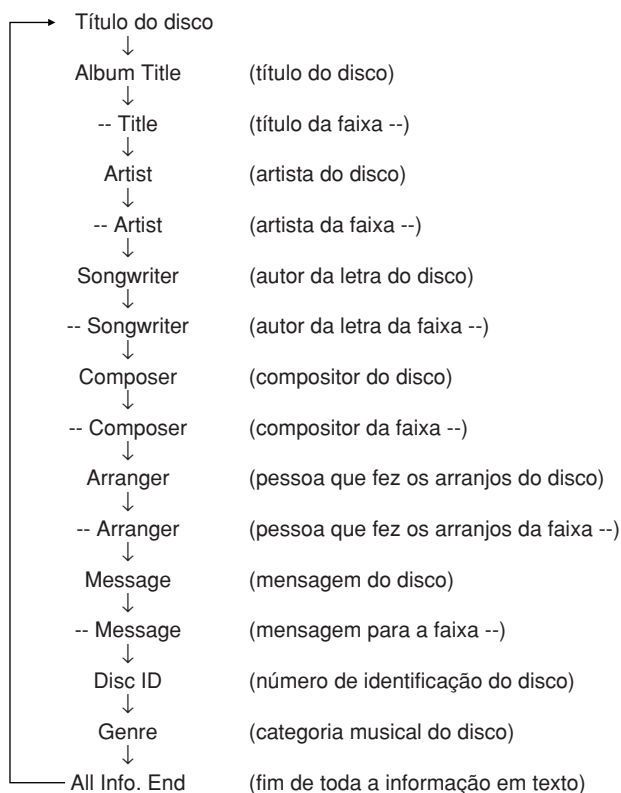 Título do disco
Album Title (título do disco)
-- Title (título da faixa --)
Artist (artista do disco)
-- Artist (artista da faixa --)
Songwriter (autor da letra do disco)
-- Songwriter (autor da letra da faixa --)
Composer (compositor do disco)
-- Composer (compositor da faixa --)
Arranger (pessoa que fez os arranjos do disco)
-- Arranger (pessoa que fez os arranjos da faixa --)
Message (mensagem do disco)
-- Message (mensagem para a faixa --)
Disc ID (número de identificação do disco)
Genre (categoria musical do disco)
All Info. End (fim de toda a informação em texto)